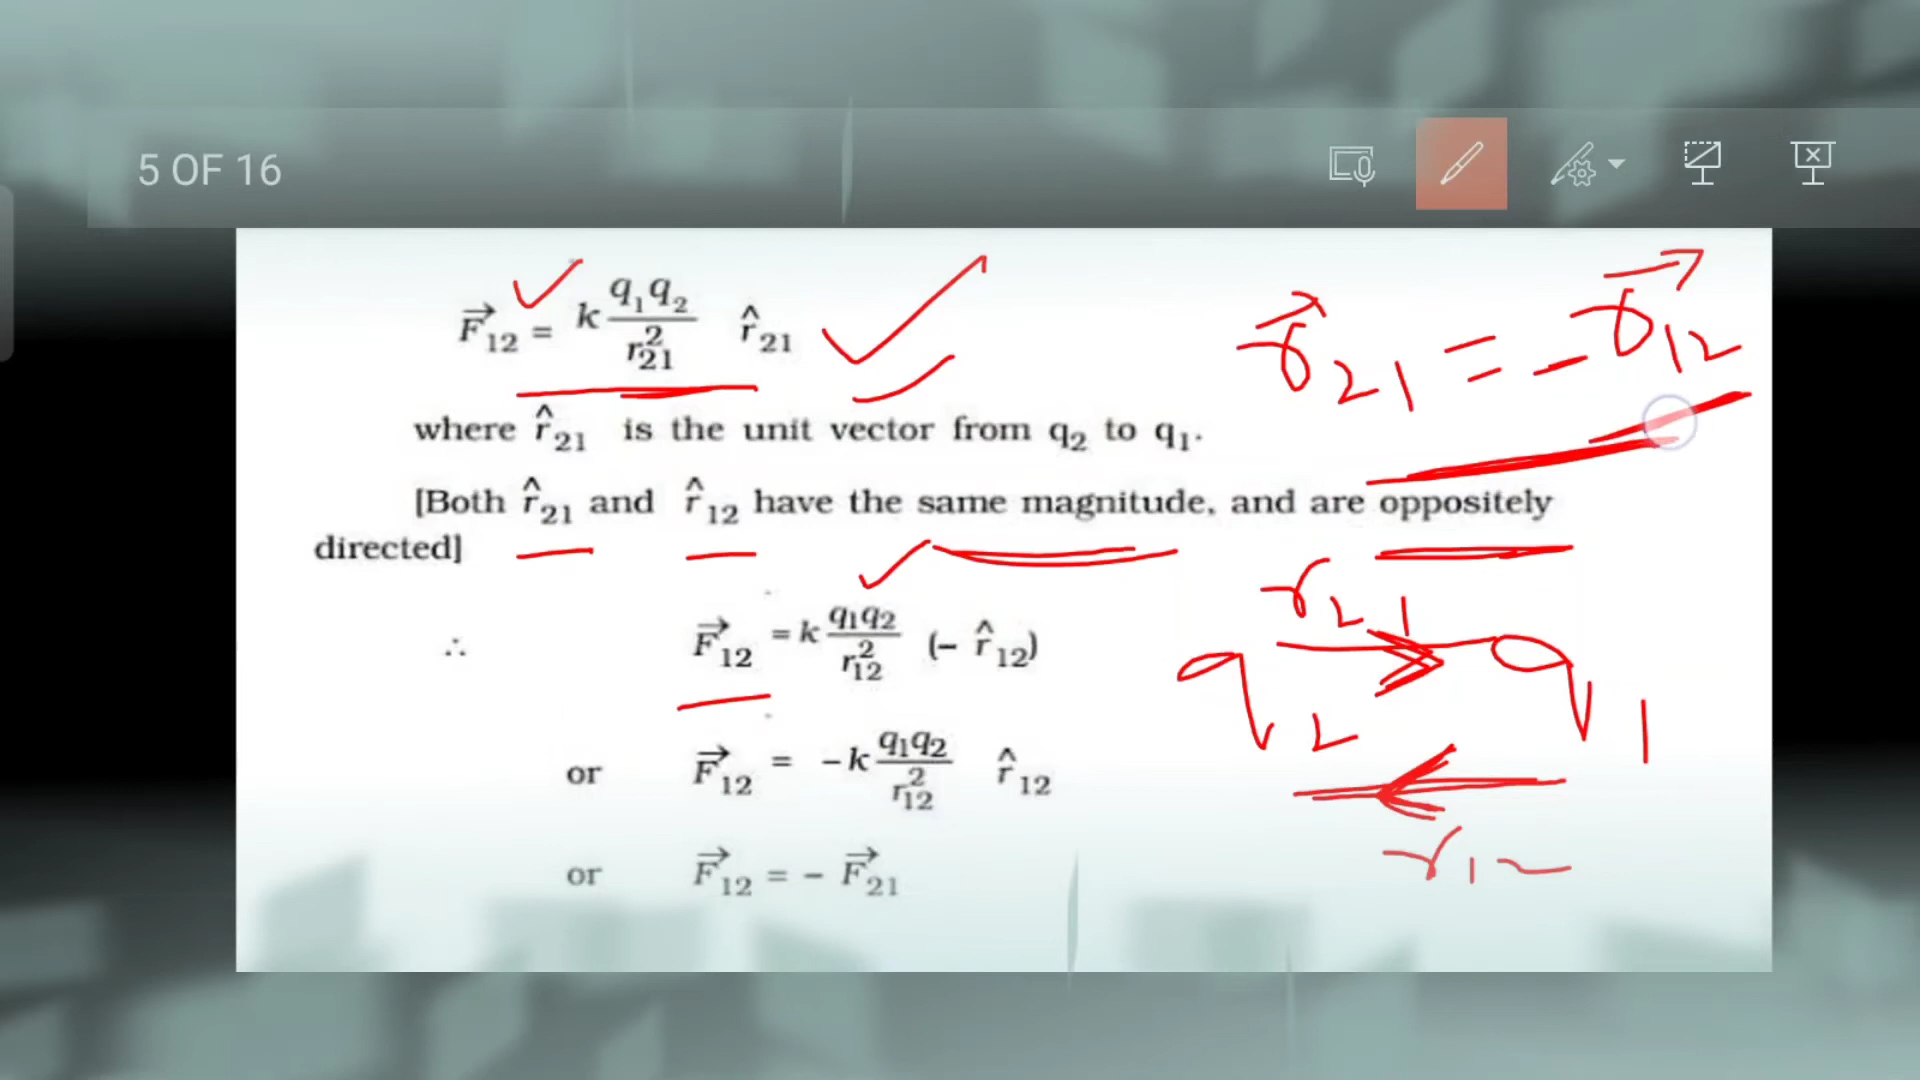 5 OF 16
F⃗₁₂ = k q₁q₂ / r₂₁² r̂₂₁
r⃗₂₁ = - r⃗₁₂
where r̂₂₁ is the unit vector from q₂ to q₁.
[Both r̂₂₁ and r̂₁₂ have the same magnitude, and are oppositely
directed]
∴ F⃗₁₂ = k q₁q₂ / r₁₂² (– r̂₁₂)
or F⃗₁₂ = – k q₁q₂ / r₁₂² r̂₁₂
or F⃗₁₂ = – F⃗₂₁
r₂₁
q₂ q₁
r₁₂